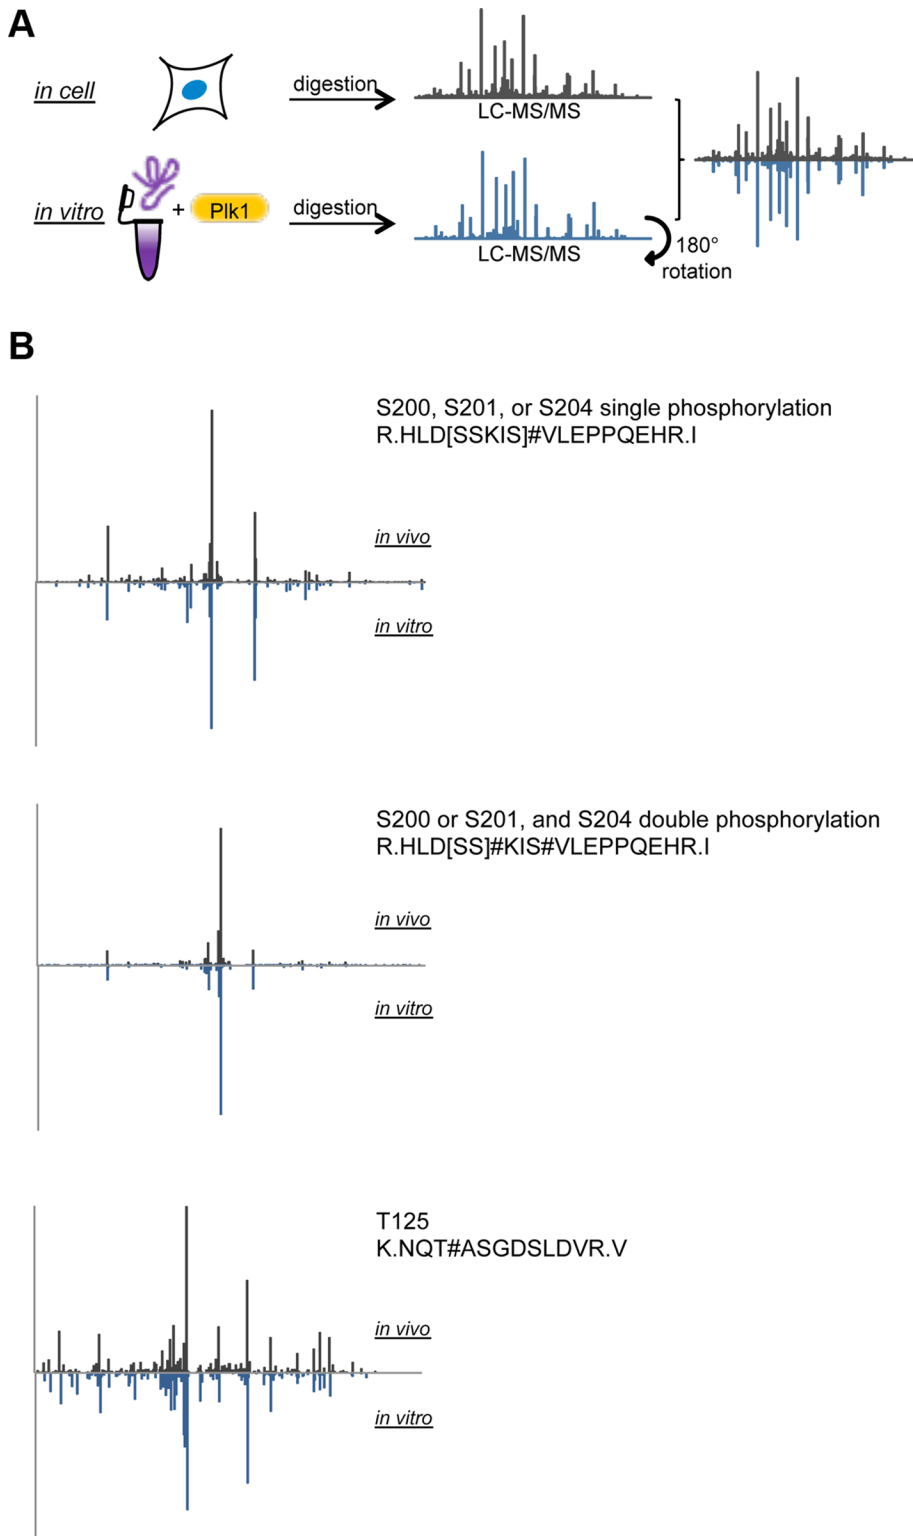 A
in cell
digestion
LC-MS/MS
in vitro
+
Plk1
digestion
LC-MS/MS
180°
rotation
B
S200, S201, or S204 single phosphorylation
R.HLD[SSKIS]#VLEPPQEHR.I
in vivo
in vitro
S200 or S201, and S204 double phosphorylation
R.HLD[SS]#KIS#VLEPPQEHR.I
in vivo
in vitro
T125
K.NQT#ASGDSLDVR.V
in vivo
in vitro